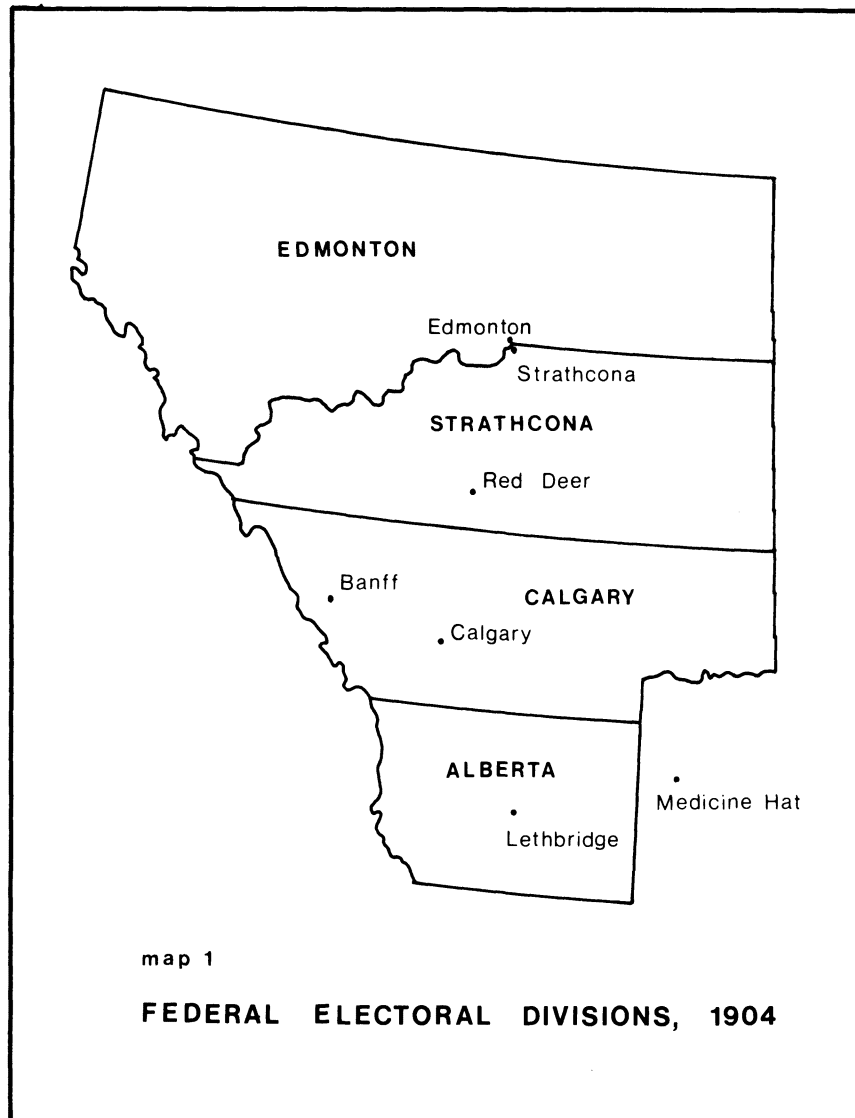 EDMONTON
Edmonton
Strathcona
STRATHCONA
Red Deer
Banff
CALGARY
Calgary
ALBERTA
Medicine Hat
Lethbridge
map 1
FEDERAL ELECTORAL DIVISIONS, 1904